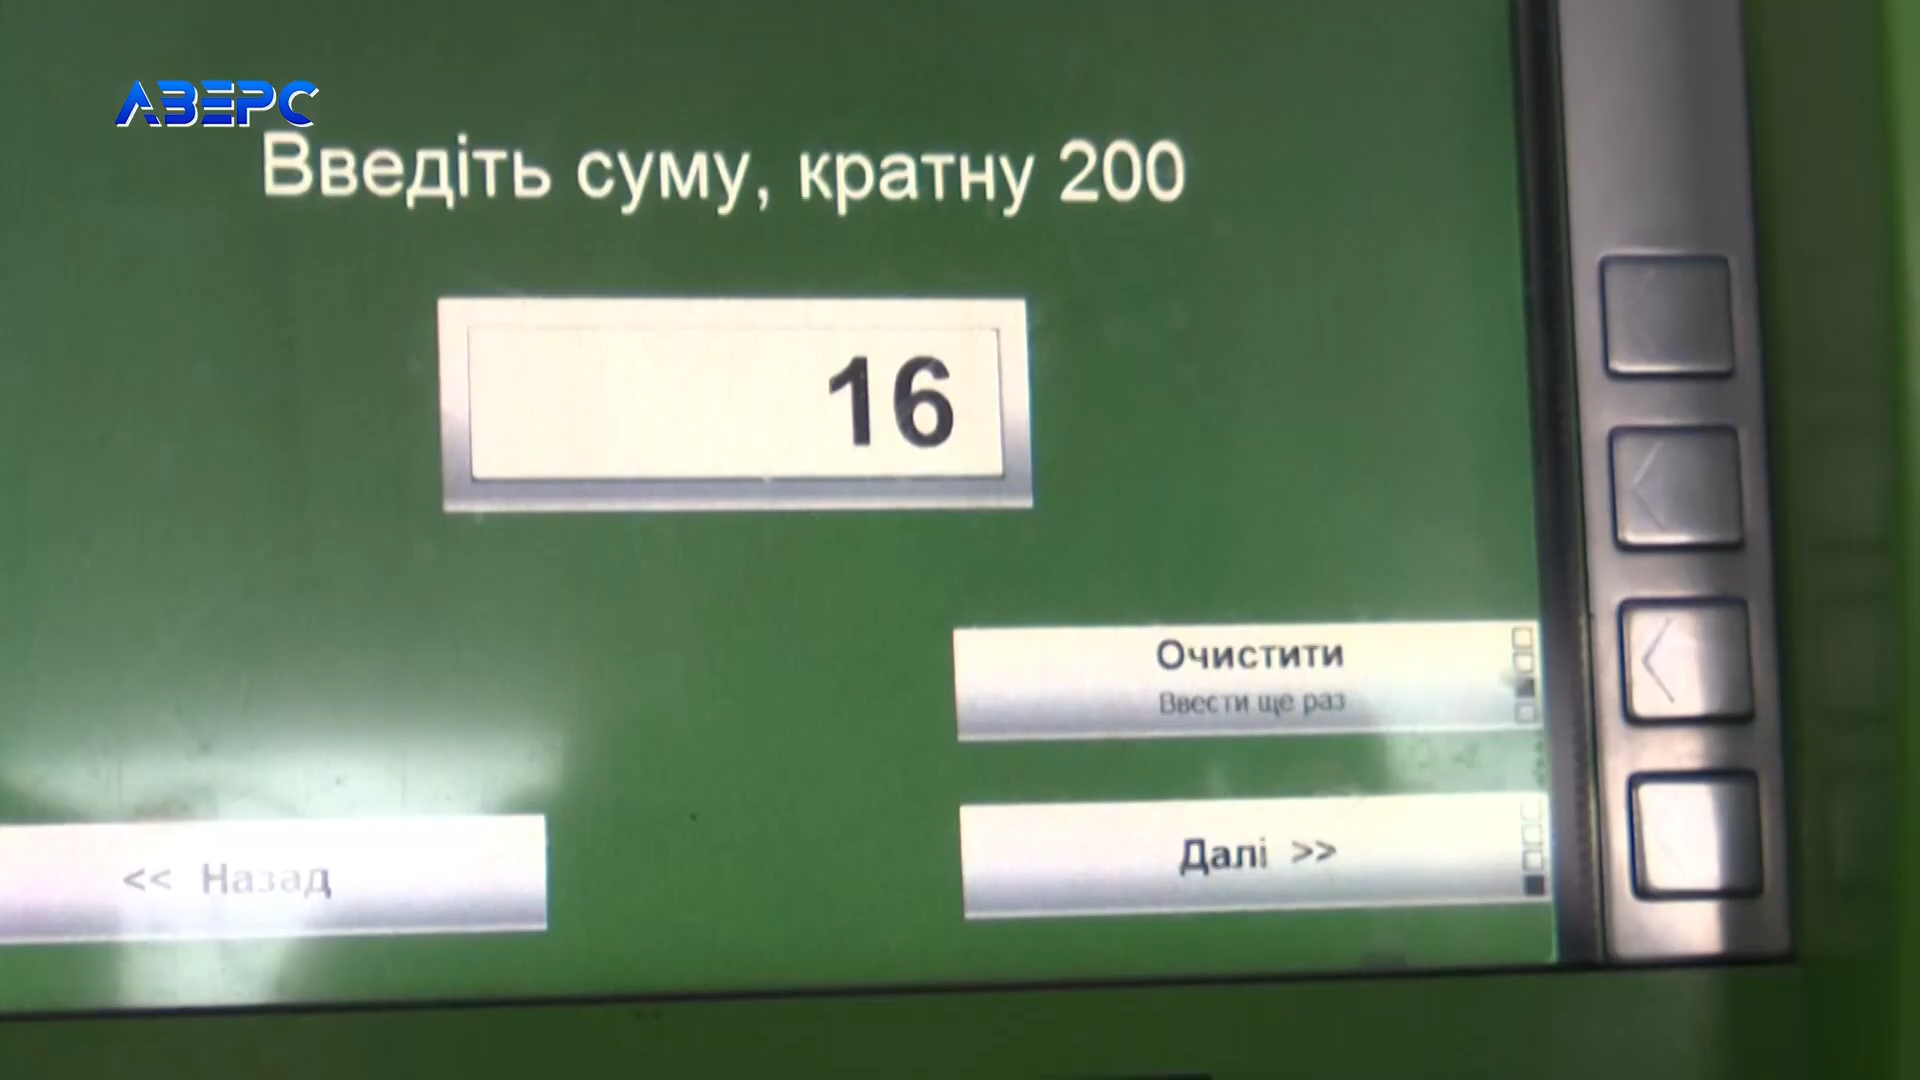 АВЕРС
Введіть суму, кратну 200
16
Очистити
Ввести ще раз
<< Назад
Далі >>